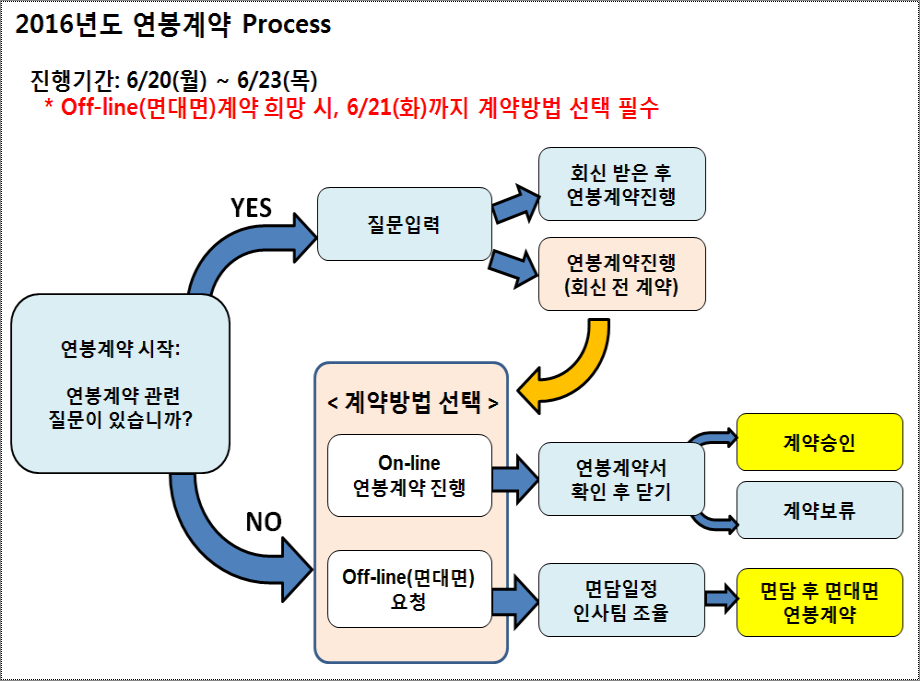 2016년도 연봉계약 Process
진행기간: 6/20(월) ~ 6/23(목)
* Off-line(면대면)계약 희망 시, 6/21(화)까지 계약방법 선택 필수
YES
질문입력
회신 받은 후
연봉계약진행
연봉계약진행
(회신 전 계약)
연봉계약 시작:
연봉계약 관련
질문이 있습니까?
NO
< 계약방법 선택 >
On-line
연봉계약 진행
연봉계약서
확인 후 닫기
계약승인
계약보류
Off-line(면대면)
요청
면담일정
인사팀 조율
면담 후 면대면
연봉계약